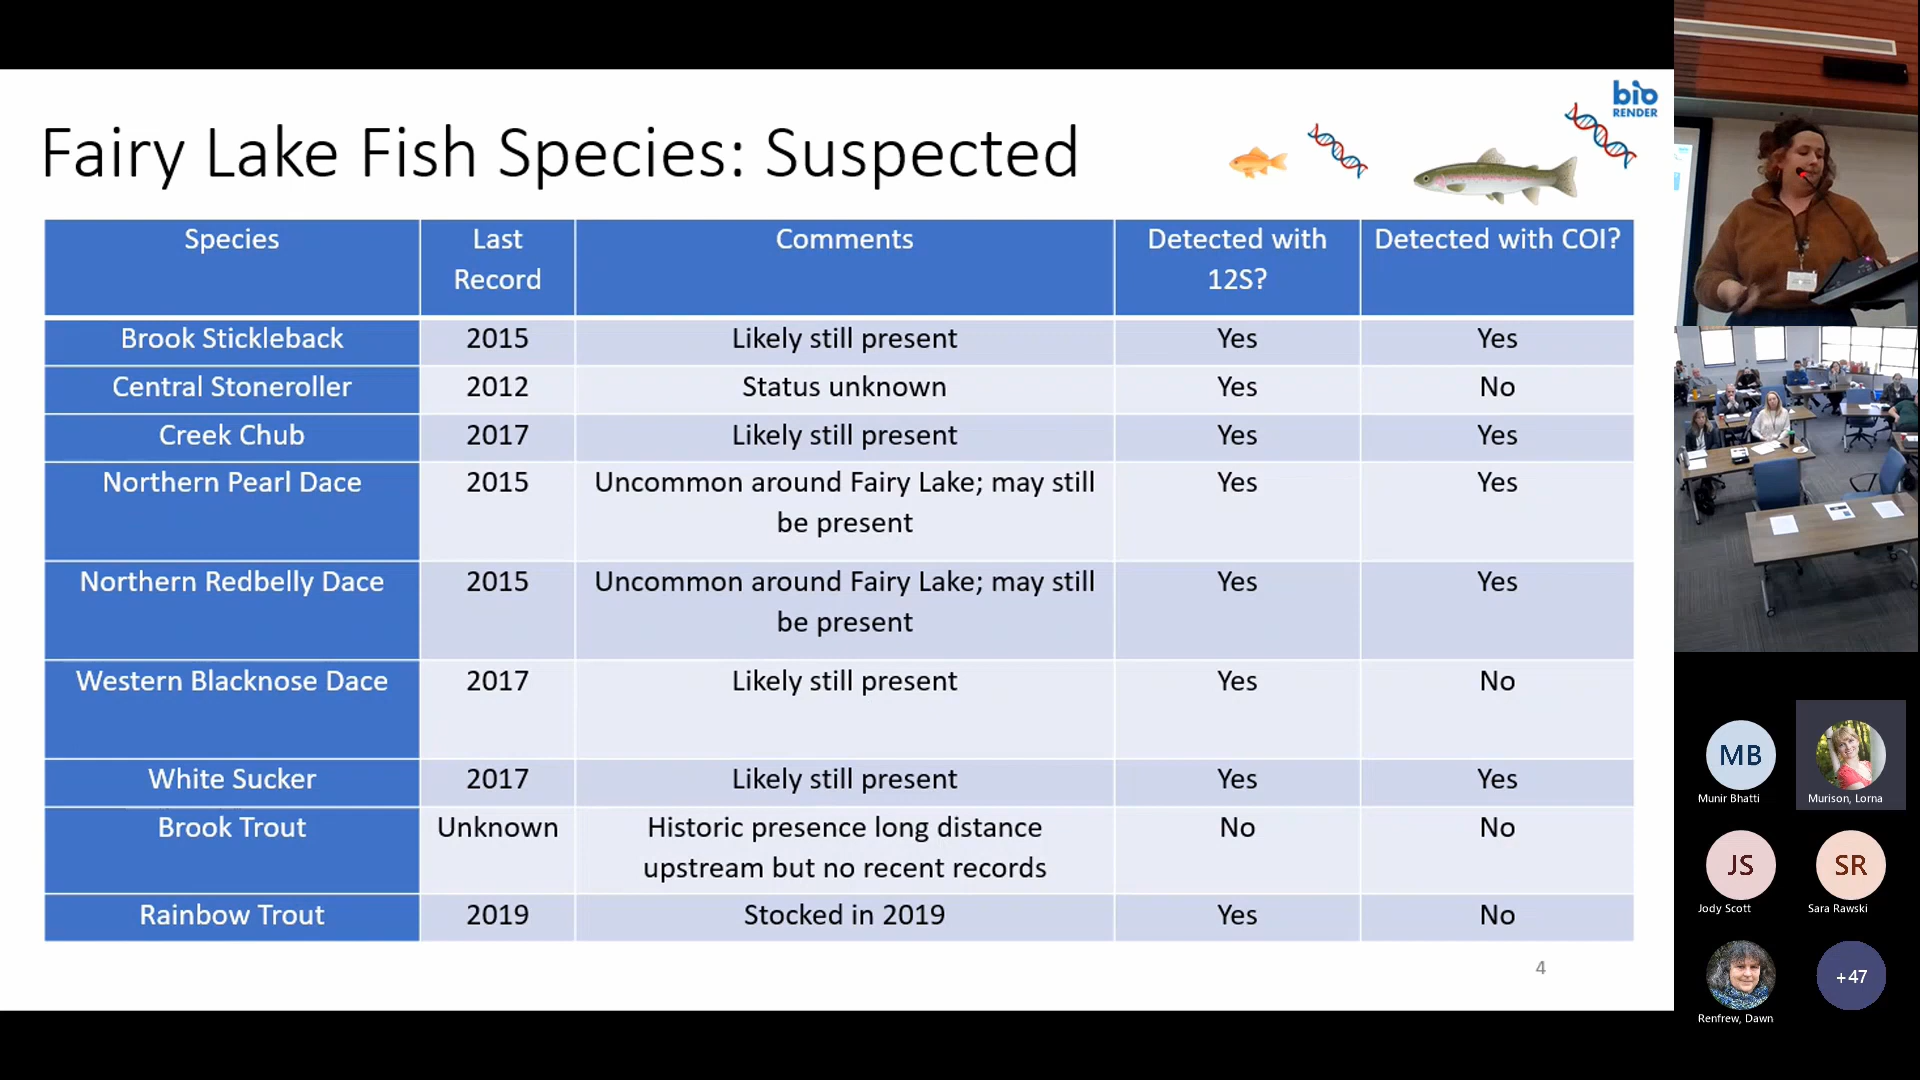 bio
RENDER
Fairy Lake Fish Species: Suspected
Species
Last
Record
Comments
Detected with
12S?
Detected with COI?
Brook Stickleback
2015
Likely still present
Yes
Yes
Central Stoneroller
2012
Status unknown
Yes
No
Creek Chub
2017
Likely still present
Yes
Yes
Northern Pearl Dace
2015
Uncommon around Fairy Lake; may still
be present
Yes
Yes
Northern Redbelly Dace
2015
Uncommon around Fairy Lake; may still
be present
Yes
Yes
Western Blacknose Dace
2017
Likely still present
Yes
No
White Sucker
2017
Likely still present
Yes
Yes
Brook Trout
Unknown
Historic presence long distance
upstream but no recent records
No
No
Rainbow Trout
2019
Stocked in 2019
Yes
No
4
MB
Munir Bhatti
Murison, Lorna
JS
Jody Scott
SR
Sara Rawski
Renfrew, Dawn
+47